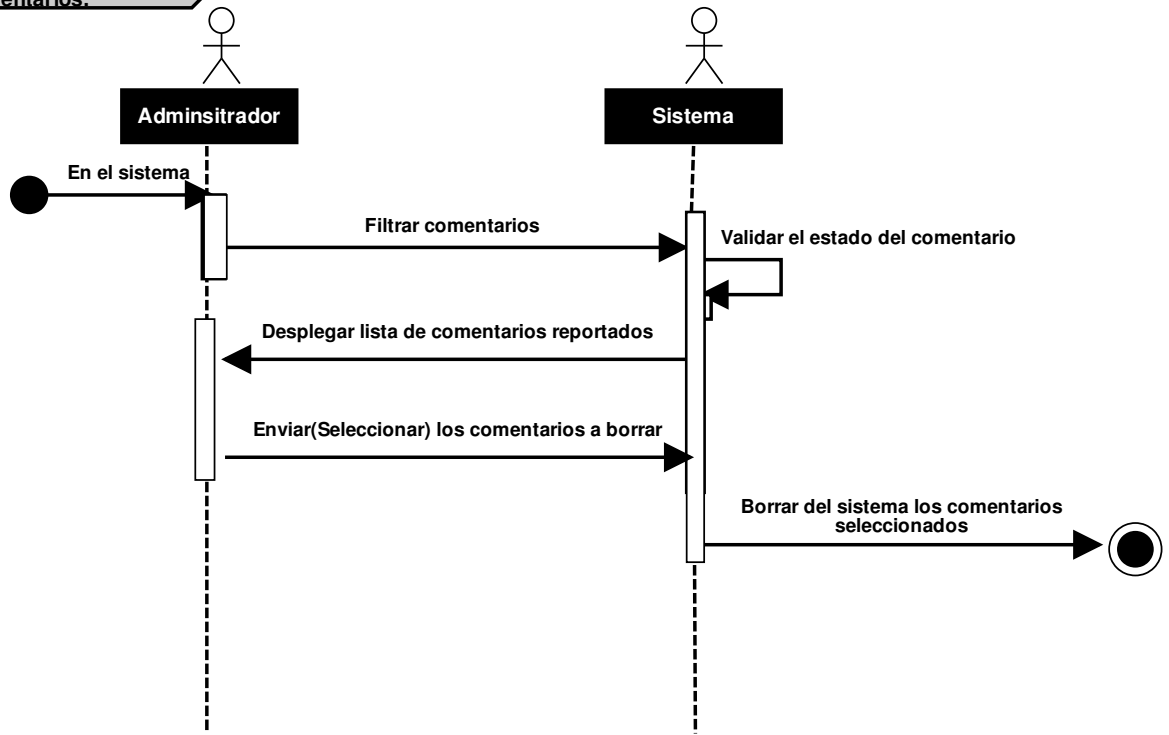 Adminsitrador
Sistema
En el sistema
Filtrar comentarios
Validar el estado del comentario
Desplegar lista de comentarios reportados
Enviar(Seleccionar) los comentarios a borrar
Borrar del sistema los comentarios
seleccionados